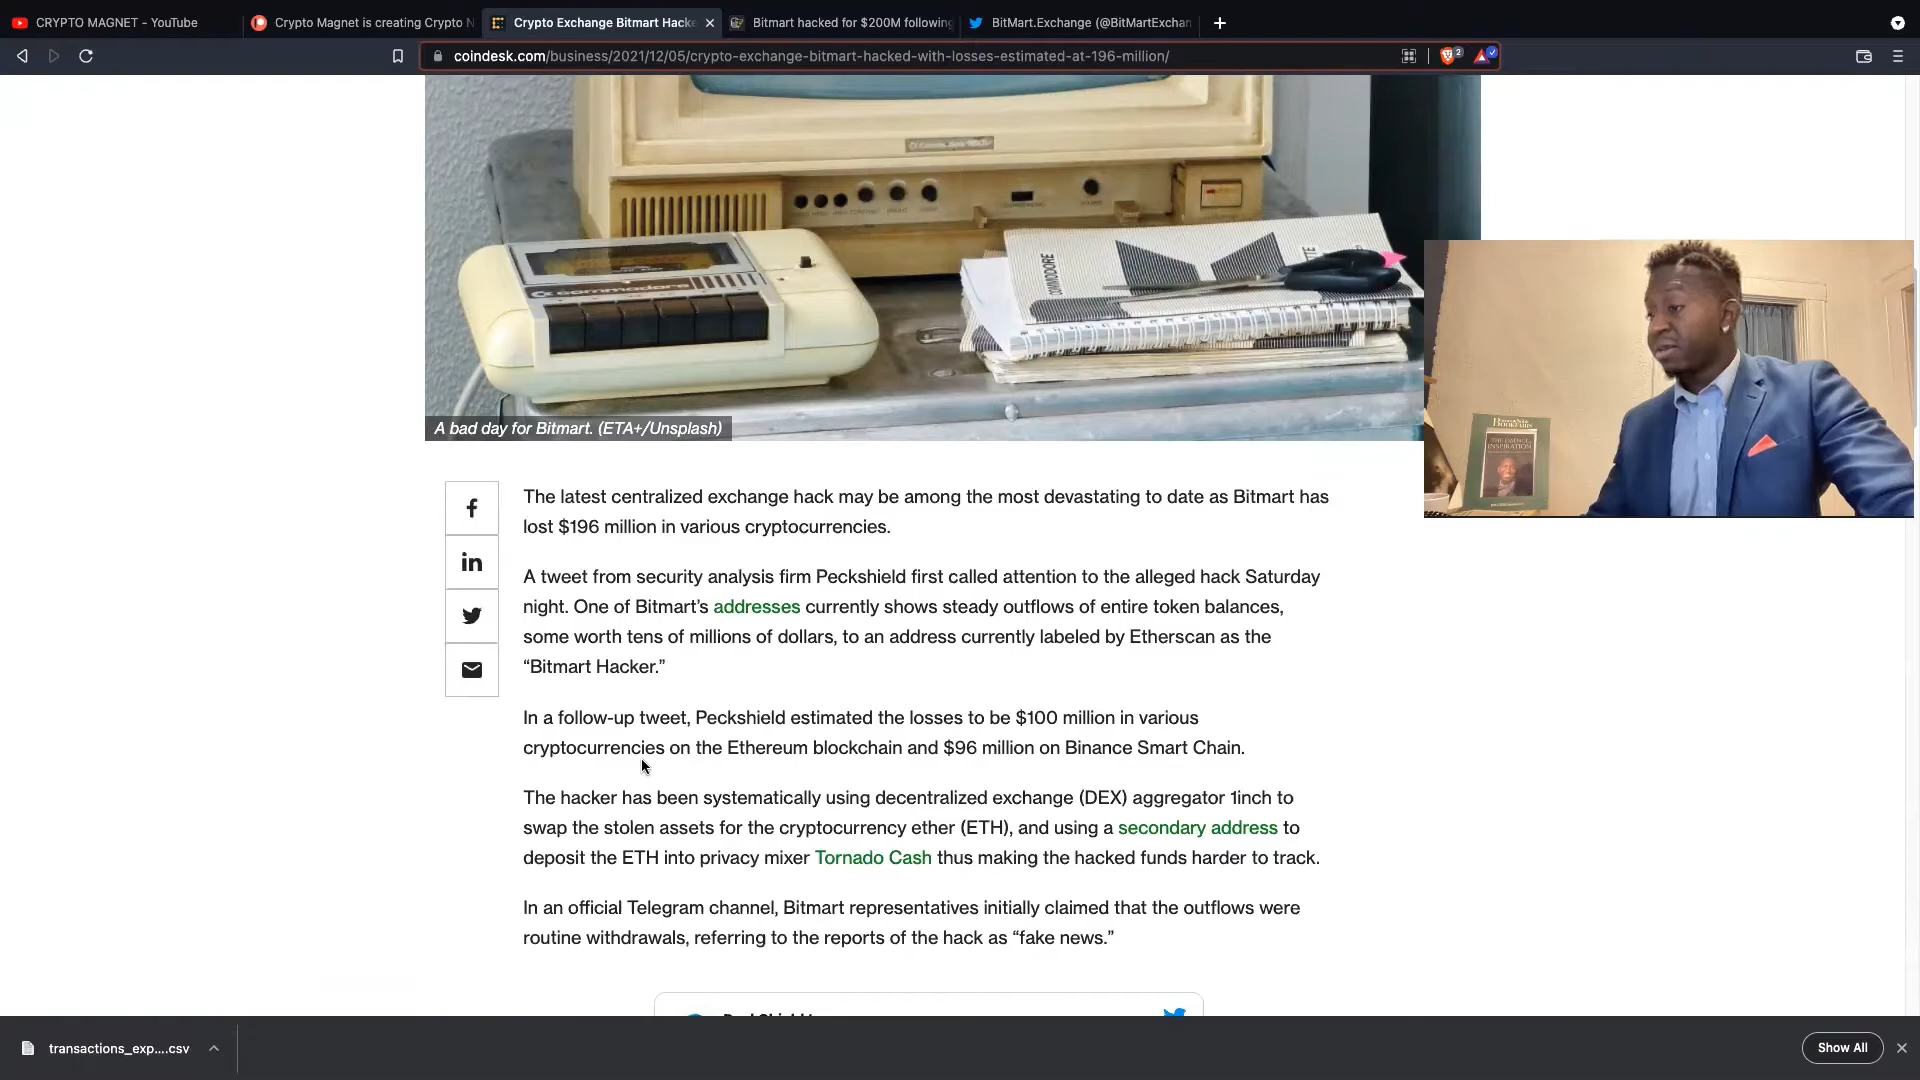 CRYPTO MAGNET - YouTube
Crypto Magnet is creating Crypto N
Crypto Exchange Bitmart Hacke
Bitmart hacked for $200M following
BitMart.Exchange (@BitMartExchan
coindesk.com/business/2021/12/05/crypto-exchange-bitmart-hacked-with-losses-estimated-at-196-million/
2
commodore
COMMODORE
A bad day for Bitmart. (ETA+/Unsplash)
THE ESSENCE
INSPIRATION
The latest centralized exchange hack may be among the most devastating to date as Bitmart has
lost $196 million in various cryptocurrencies.
A tweet from security analysis firm Peckshield first called attention to the alleged hack Saturday
night. One of Bitmart’s addresses currently shows steady outflows of entire token balances,
some worth tens of millions of dollars, to an address currently labeled by Etherscan as the
“Bitmart Hacker.”
In a follow-up tweet, Peckshield estimated the losses to be $100 million in various
cryptocurrencies on the Ethereum blockchain and $96 million on Binance Smart Chain.
The hacker has been systematically using decentralized exchange (DEX) aggregator 1inch to
swap the stolen assets for the cryptocurrency ether (ETH), and using a secondary address to
deposit the ETH into privacy mixer Tornado Cash thus making the hacked funds harder to track.
In an official Telegram channel, Bitmart representatives initially claimed that the outflows were
routine withdrawals, referring to the reports of the hack as “fake news.”
transactions_exp....csv
Show All